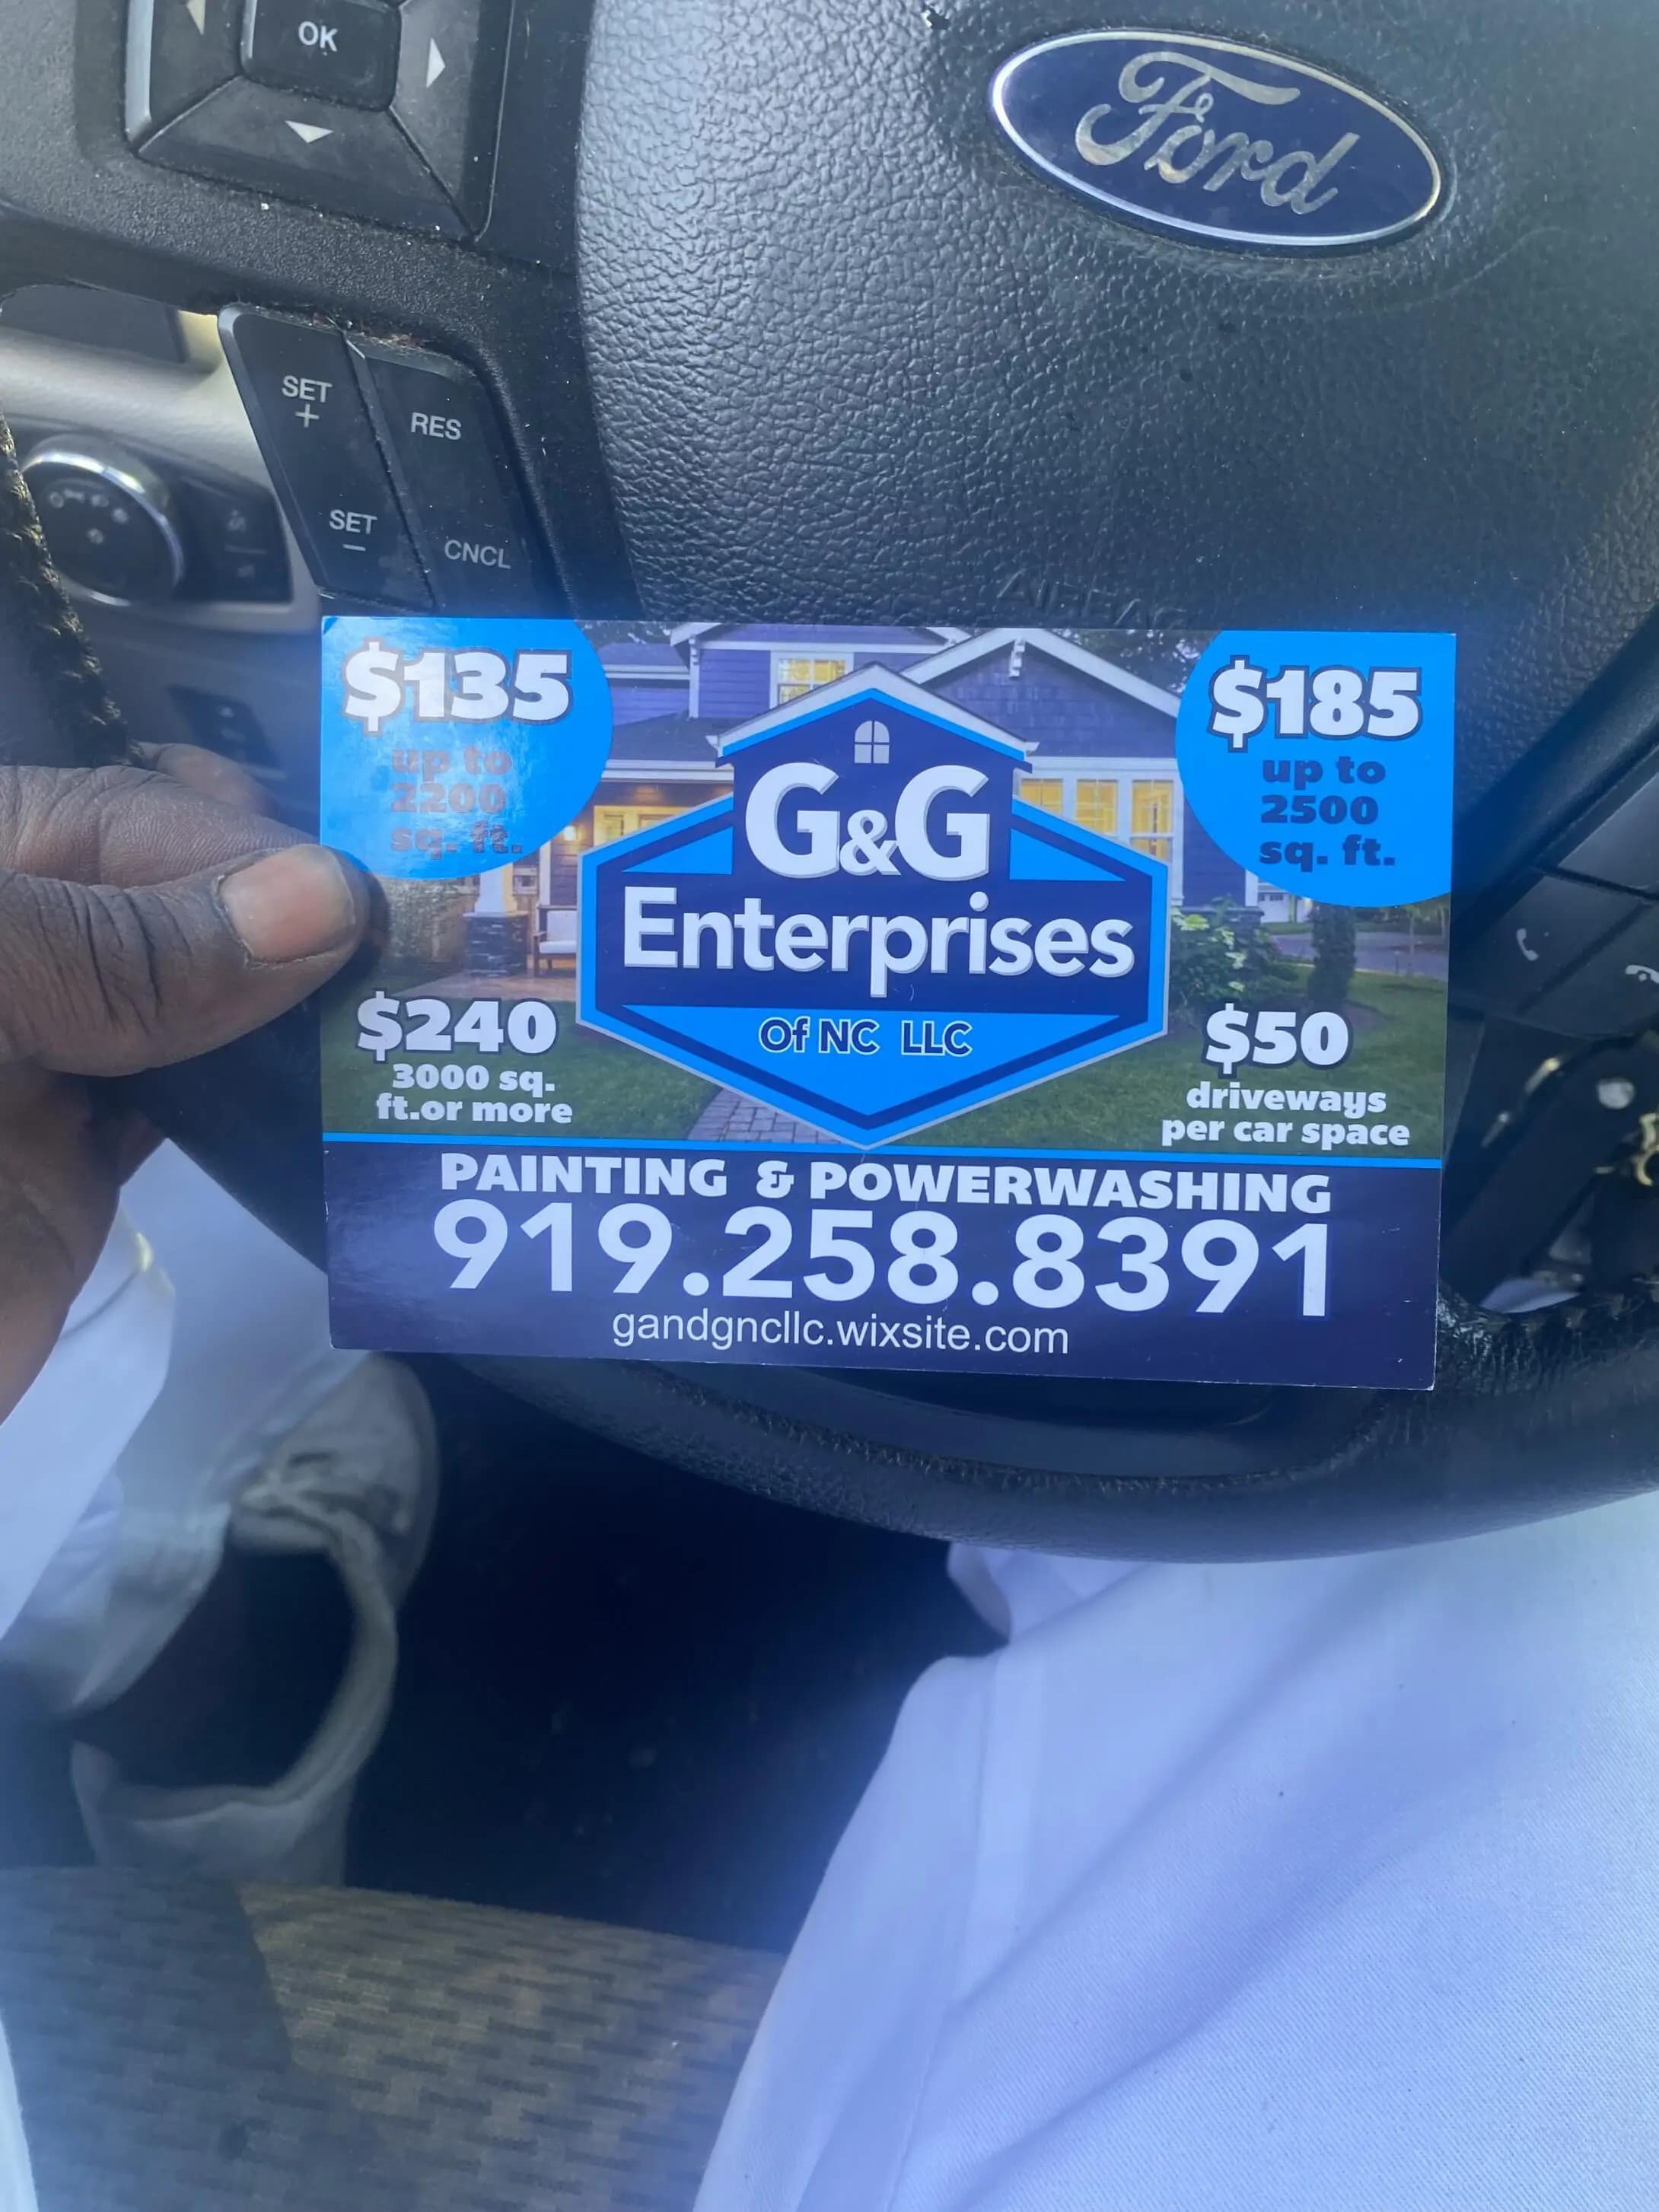 OK
Ford
SET
+
RES
SET
–
CNCL
AIRBAG
$135
up to
2200
sq. ft.
$185
up to
2500
sq. ft.
G&G
Enterprises
Of NC LLC
$240
3000 sq.
ft.or more
$50
driveways
per car space
PAINTING & POWERWASHING
919.258.8391
gandgncllc.wixsite.com